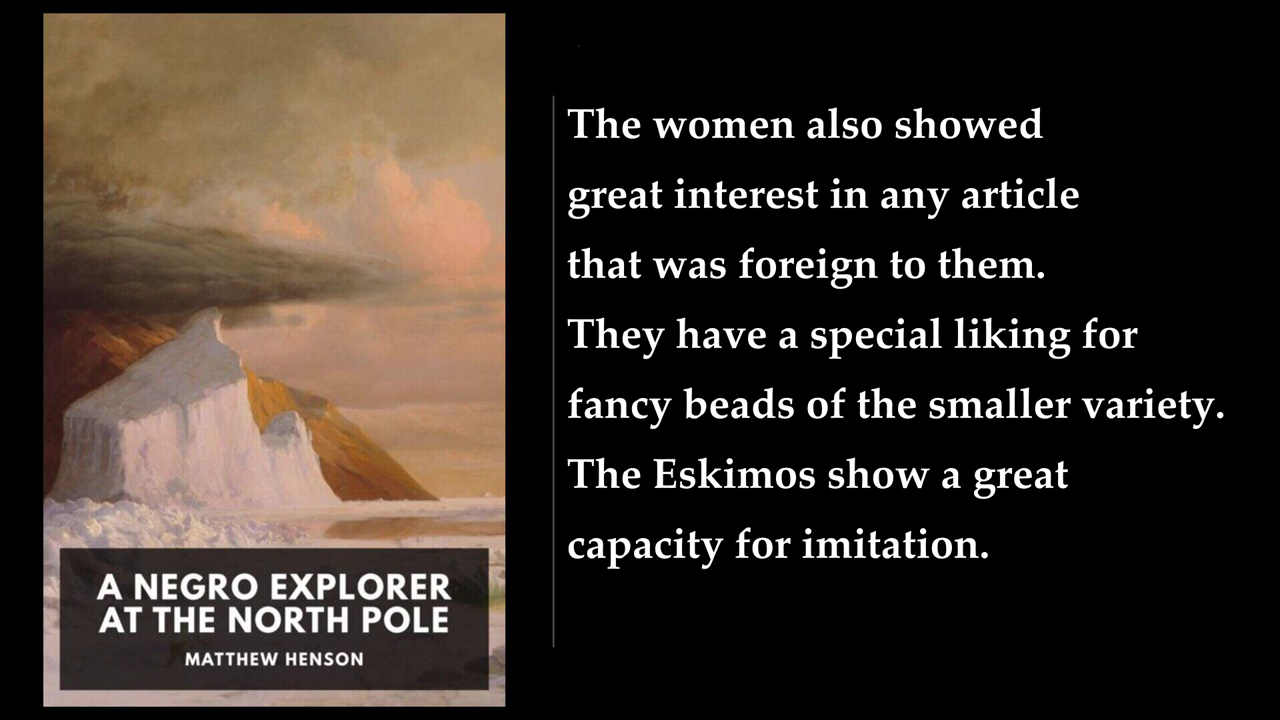 The women also showed
great interest in any article
that was foreign to them.
They have a special liking for
fancy beads of the smaller variety.
The Eskimos show a great
capacity for imitation.
A NEGRO EXPLORER
AT THE NORTH POLE
MATTHEW HENSON